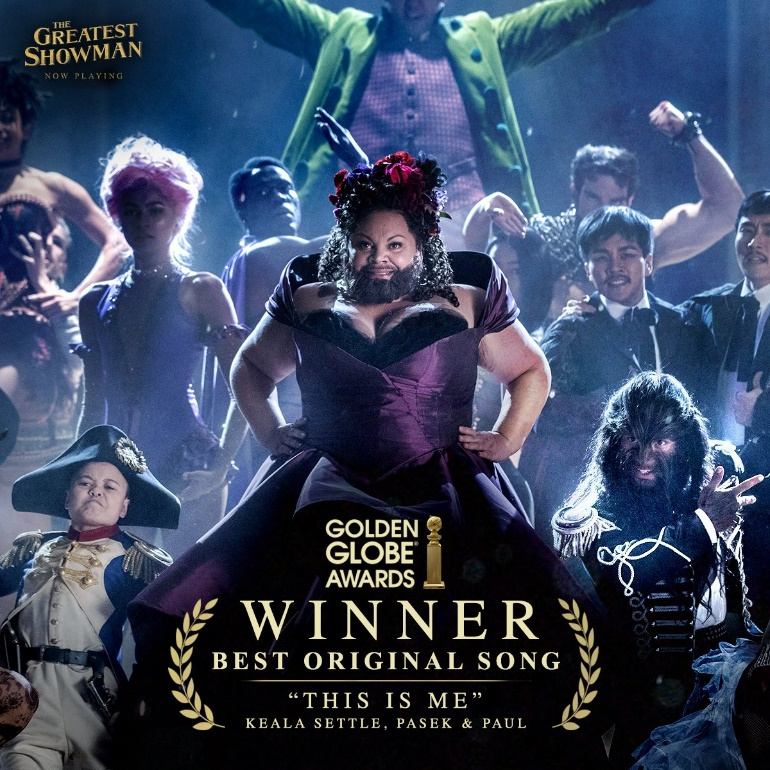 THE
GREATEST
SHOWMAN
NOW PLAYING
GOLDEN
GLOBE®
AWARDS
WINNER
BEST ORIGINAL SONG
“THIS IS ME”
KEALA SETTLE, PASEK & PAUL